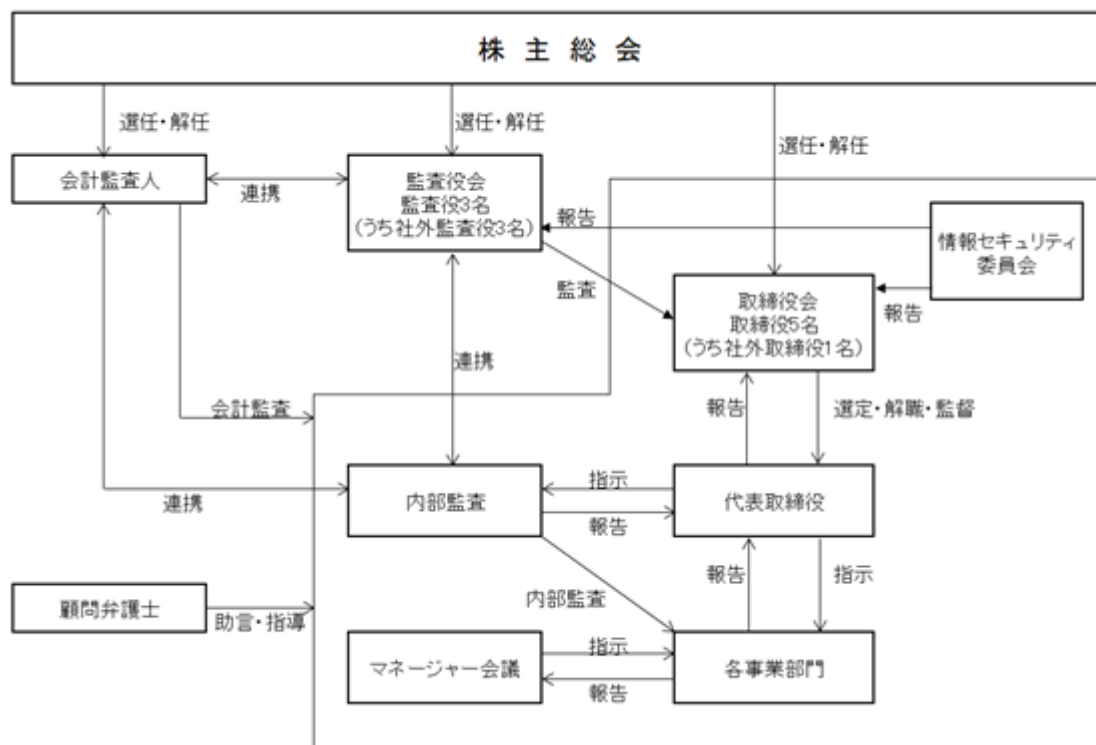 株主総会
選任・解任
選任・解任
選任・解任
会計監査人
連携
監査役会
監査役3名
(うち社外監査役3名)
報告
情報セキュリティ
委員会
監査
取締役会
取締役5名
(うち社外取締役1名)
報告
連携
会計監査
報告
選定・解職・監督
連携
内部監査
指示
報告
代表取締役
報告
指示
内部監査
顧問弁護士
助言・指導
マネージャー会議
指示
報告
各事業部門